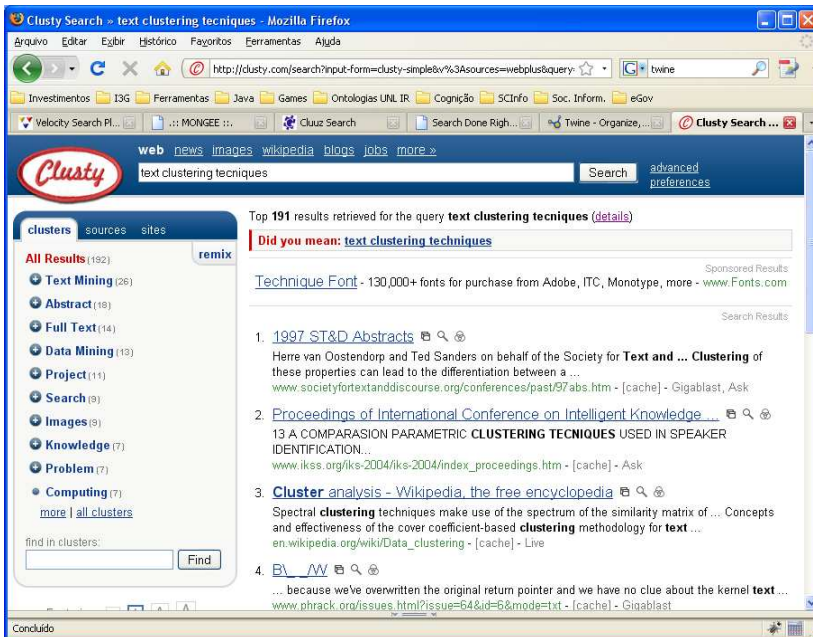 Clusty Search » text clustering tecniques - Mozilla Firefox
Arquivo Editar Exibir Histórico Favoritos Ferramentas Ajuda
http://clusty.com/search?input-form=clusty-simple&v%3Asources=webplus&query- twine
Investimentos I3G Ferramentas Java Games Ontologias UNL IR Cognição SCInfo Soc. Inform. eGov
Velocity Search Pl... .:: MONGEE ::. Cluuz Search Search Done Righ... Twine - Organize,... Clusty Search ...
Clusty
web news images wikipedia blogs jobs more »
text clustering tecniques Search advanced
preferences
clusters sources sites
remix
All Results (192)
Text Mining (26)
Abstract (18)
Full Text (14)
Data Mining (13)
Project (11)
Search (9)
Images (9)
Knowledge (7)
Problem (7)
Computing (7)
more | all clusters
find in clusters:
Find
Top 191 results retrieved for the query text clustering tecniques (details)
Did you mean: text clustering techniques
Sponsored Results
Technique Font - 130,000+ fonts for purchase from Adobe, ITC, Monotype, more - www.Fonts.com
Search Results
1. 1997 ST&D Abstracts
Herre van Oostendorp and Ted Sanders on behalf of the Society for Text and ... Clustering of
these properties can lead to the differentiation between a ...
www.societyfortextanddiscourse.org/conferences/past/97abs.htm - [cache] - Gigablast, Ask
2. Proceedings of International Conference on Intelligent Knowledge ...
13 A COMPARASION PARAMETRIC CLUSTERING TECNIQUES USED IN SPEAKER
IDENTIFICATION...
www.ikss.org/iks-2004/iks-2004/index_proceedings.htm - [cache] - Ask
3. Cluster analysis - Wikipedia, the free encyclopedia
Spectral clustering techniques make use of the spectrum of the similarity matrix of ... Concepts
and effectiveness of the cover coefficient-based clustering methodology for text ...
en.wikipedia.org/wiki/Data_clustering - [cache] - Live
4. B\_ _/W
... because we've overwritten the original return pointer and we have no clue about the kernel text ...
www.phrack.org/issues.html?issue=64&id=6&mode=txt - [cache] - Gigablast
Concluído